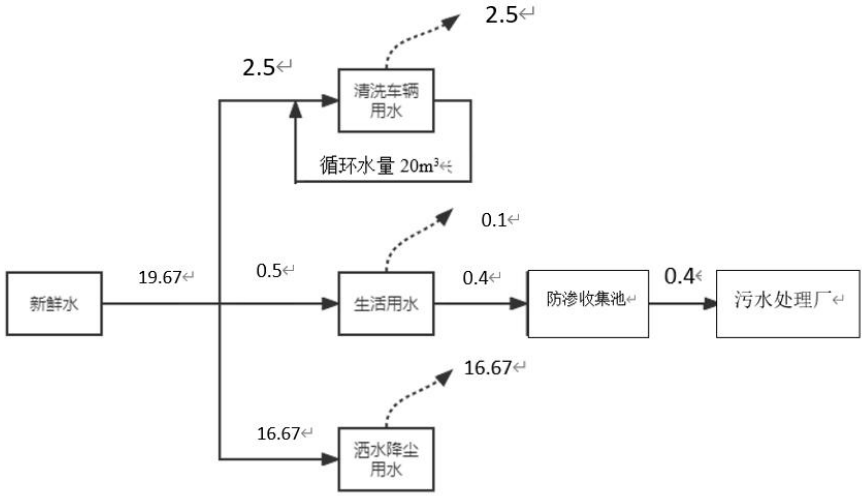 2.5
2.5
清洗车辆
用水
循环水量 20m³
0.1
19.67
0.5
0.4
0.4
新鲜水
生活用水
防渗收集池
污水处理厂
16.67
16.67
洒水降尘
用水